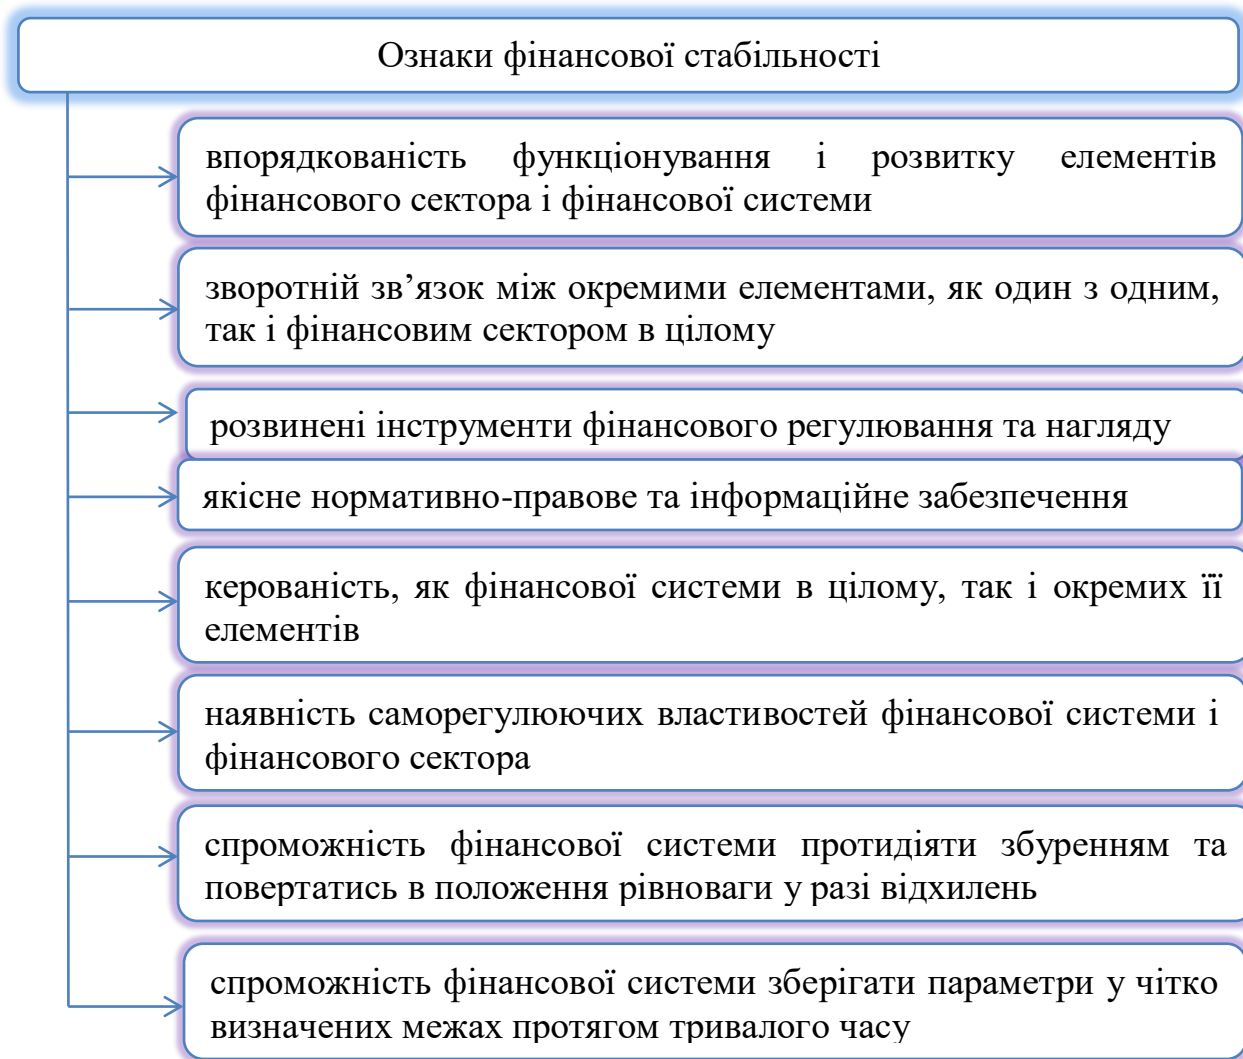 Ознаки фінансової стабільності
впорядкованість функціонування і розвитку елементів
фінансового сектора і фінансової системи
зворотній зв’язок між окремими елементами, як один з одним,
так і фінансовим сектором в цілому
розвинені інструменти фінансового регулювання та нагляду
якісне нормативно-правове та інформаційне забезпечення
керованість, як фінансової системи в цілому, так і окремих її
елементів
наявність саморегулюючих властивостей фінансової системи і
фінансового сектора
спроможність фінансової системи протидіяти збуренням та
повертатись в положення рівноваги у разі відхилень
спроможність фінансової системи зберігати параметри у чітко
визначених межах протягом тривалого часу